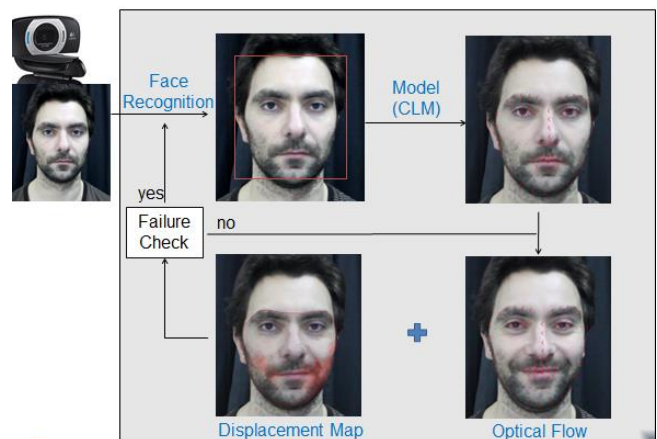 Face
Recognition
Model
(CLM)
yes
Failure
Check
no
Displacement Map
Optical Flow